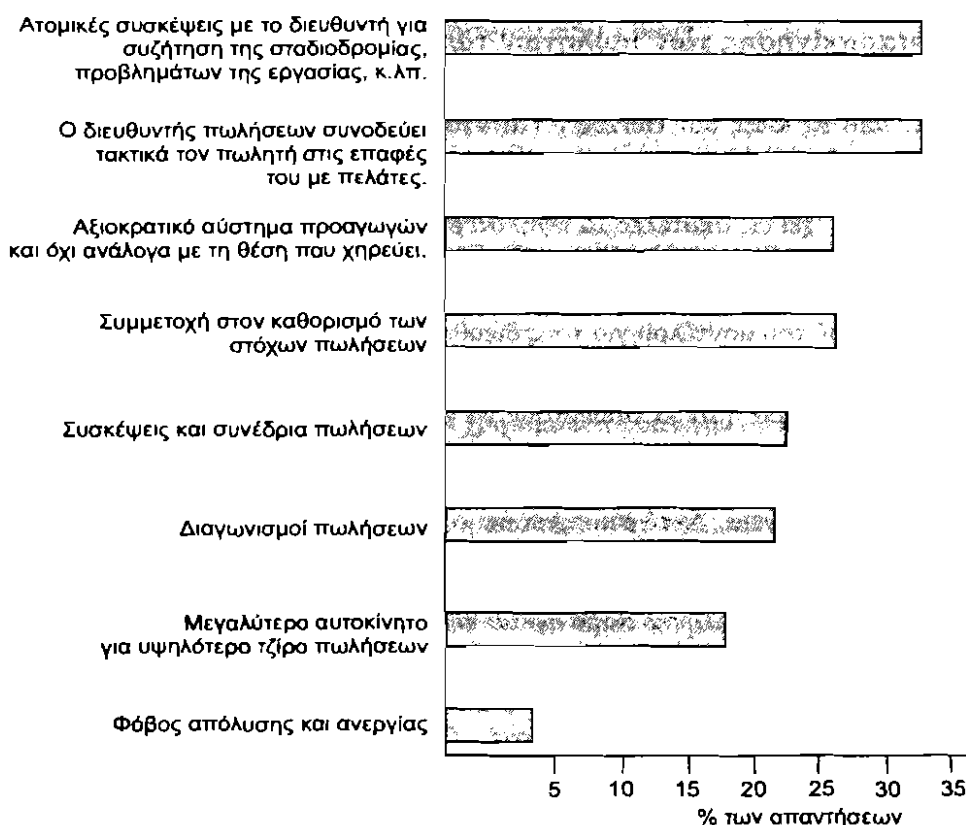 Ατομικές συσκέψεις με το διευθυντή για
συζήτηση της σταδιοδρομίας,
προβλημάτων της εργασίας, κ.λπ.
Ο διευθυντής πωλήσεων συνοδεύει
τακτικά τον πωλητή στις επαφές
του με πελάτες.
Αξιοκρατικό σύστημα προαγωγών
και όχι ανάλογα με τη θέση που χηρεύει.
Συμμετοχή στον καθορισμό των
στόχων πωλήσεων
Συσκέψεις και συνέδρια πωλήσεων
Διαγωνισμοί πωλήσεων
Μεγαλύτερο αυτοκίνητο
για υψηλότερο τζίρο πωλήσεων
Φόβος απόλυσης και ανεργίας
5 10 15 20 25 30 35
% των απαντήσεων